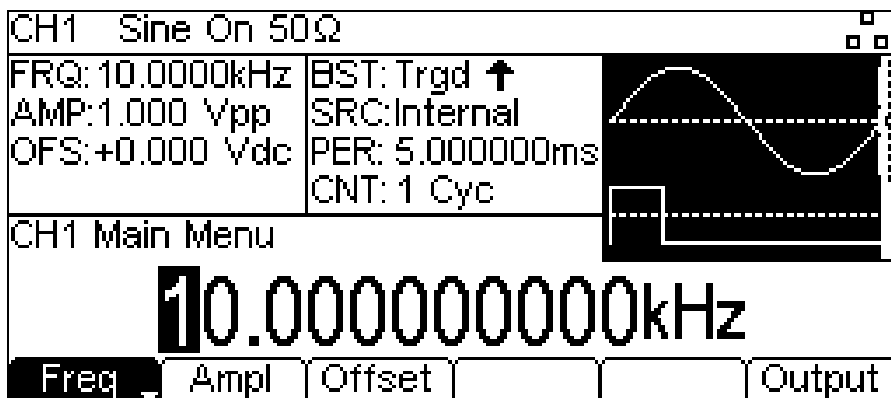 CH1 Sine On 50Ω
FRQ: 10.0000kHz
AMP:1.000 Vpp
OFS:+0.000 Vdc
BST: Trgd ↑
SRC:Internal
PER: 5.000000ms
CNT: 1 Cyc
CH1 Main Menu
10.000000000kHz
Freq Ampl Offset Output